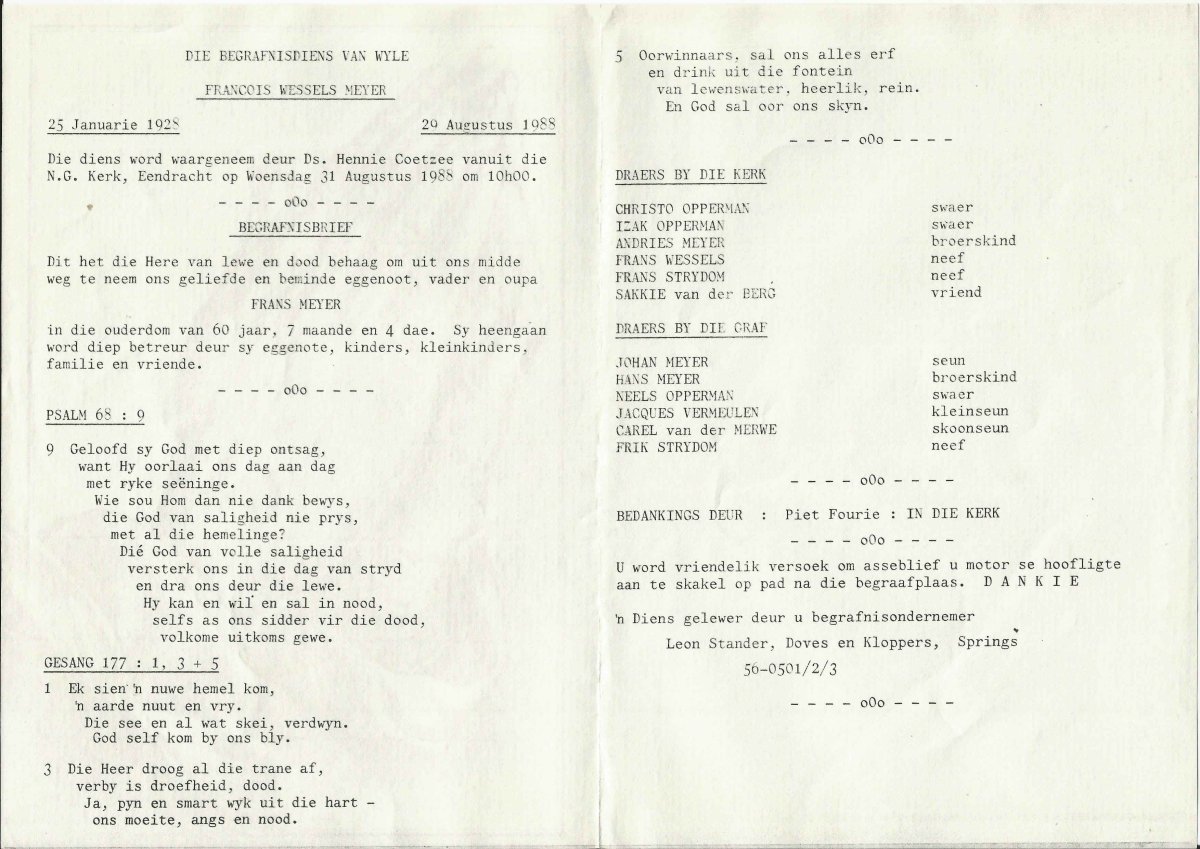 DIE BEGRAFNISDIENS VAN WYLE
FRANCOIS WESSELS MEYER
25 Januarie 1928 29 Augustus 1988
Die diens word waargeneem deur Ds. Hennie Coetzee vanuit die
N.G. Kerk, Eendracht op Woensdag 31 Augustus 1988 om 10h00.
- - - - oOo - - - -
BEGRAFNISBRIEF
Dit het die Here van lewe en dood behaag om uit ons midde
weg te neem ons geliefde en beminde eggenoot, vader en oupa
FRANS MEYER
in die ouderdom van 60 jaar, 7 maande en 4 dae. Sy heengaan
word diep betreur deur sy eggenote, kinders, kleinkinders,
familie en vriende.
- - - - oOo - - - -
PSALM 68 : 9
9 Geloofd sy God met diep ontsag,
want Hy oorlaai ons dag aan dag
met ryke seëninge.
Wie sou Hom dan nie dank bewys,
die God van saligheid nie prys,
met al die hemelinge?
Dié God van volle saligheid
versterk ons in die dag van stryd
en dra ons deur die lewe.
Hy kan en wil en sal in nood,
selfs as ons sidder vir die dood,
volkome uitkoms gewe.
GESANG 177 : 1, 3 + 5
1 Ek sien 'n nuwe hemel kom,
'n aarde nuut en vry.
Die see en al wat skei, verdwyn.
God self kom by ons bly.
3 Die Heer droog al die trane af,
verby is droefheid, dood.
Ja, pyn en smart wyk uit die hart -
ons moeite, angs en nood.
5 Oorwinnaars, sal ons alles erf
en drink uit die fontein
van lewenswater, heerlik, rein.
En God sal oor ons skyn.
- - - - oOo - - - -
DRAERS BY DIE KERK
CHRISTO OPPERMAN swaer
IZAK OPPERMAN swaer
ANDRIES MEYER broerskind
FRANS WESSELS neef
FRANS STRYDOM neef
SAKKIE van der BERG vriend
DRAERS BY DIE GRAF
JOHAN MEYER seun
HANS MEYER broerskind
NEELS OPPERMAN swaer
JACQUES VERMEULEN kleinseun
CAREL van der MERWE skoonseun
FRIK STRYDOM neef
- - - - oOo - - - -
BEDANKINGS DEUR : Piet Fourie : IN DIE KERK
- - - - oOo - - - -
U word vriendelik versoek om asseblief u motor se hoofligte
aan te skakel op pad na die begraafplaas. D A N K I E
'n Diens gelewer deur u begrafnisondernemer
Leon Stander, Doves en Kloppers, Springs
56-0501/2/3
- - - - oOo - - - -